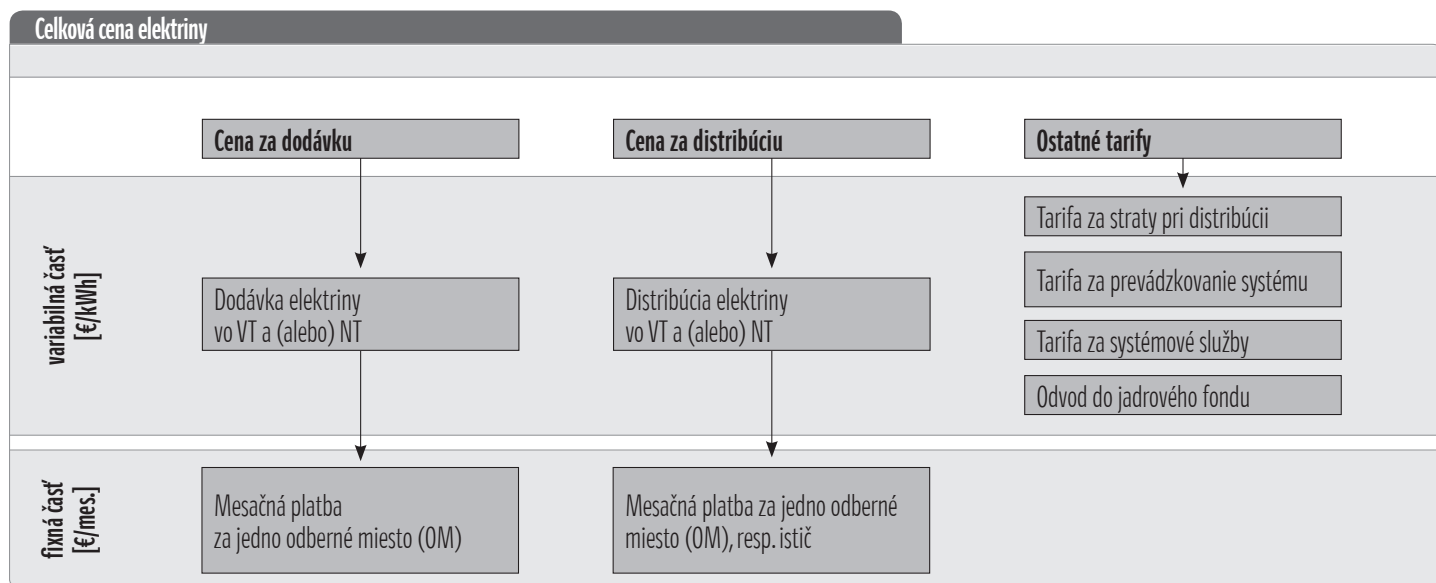 Celková cena elektriny
Cena za dodávku
Cena za distribúciu
Ostatné tarify
variabilná časť
[€/kWh]
Dodávka elektriny
vo VT a (alebo) NT
Distribúcia elektriny
vo VT a (alebo) NT
Tarifa za straty pri distribúcii
Tarifa za prevádzkovanie systému
Tarifa za systémové služby
Odvod do jadrového fondu
fixná časť
[€/mes.]
Mesačná platba
za jedno odberné miesto (OM)
Mesačná platba za jedno odberné
miesto (OM), resp. istič